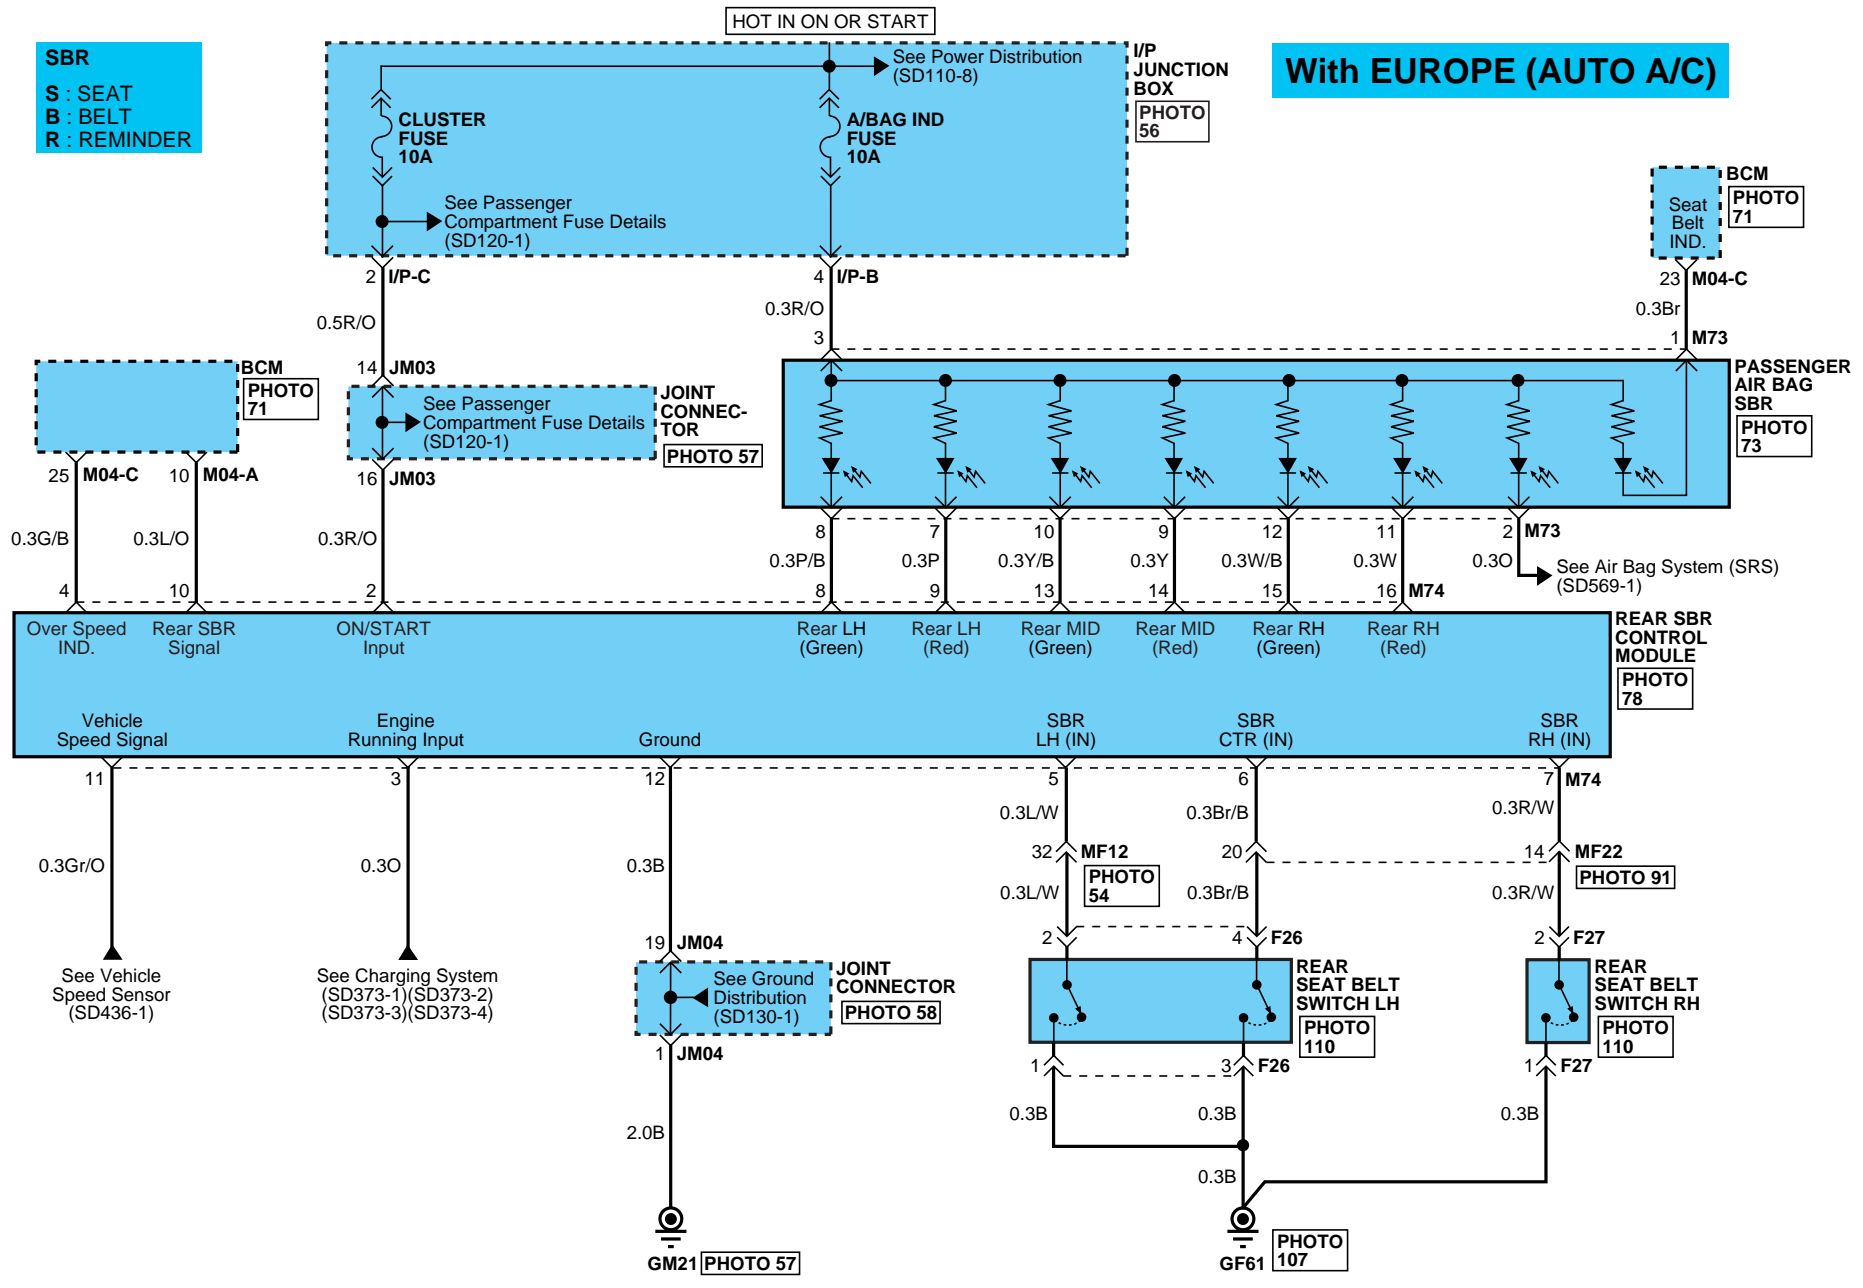 HOT IN ON OR START
SBR
S : SEAT
B : BELT
R : REMINDER
With EUROPE (AUTO A/C)
See Power Distribution
(SD110-8)
I/P
JUNCTION
BOX
PHOTO
56
CLUSTER
FUSE
10A
A/BAG IND
FUSE
10A
See Passenger
Compartment Fuse Details
(SD120-1)
BCM
PHOTO
71
Seat
Belt
IND.
2 I/P-C
4 I/P-B
23 M04-C
0.5R/O
0.3R/O
0.3Br
3
1 M73
14 JM03
BCM
PHOTO
71
See Passenger
Compartment Fuse Details
(SD120-1)
JOINT
CONNEC-
TOR
PHOTO 57
PASSENGER
AIR BAG
SBR
PHOTO
73
25 M04-C
10 M04-A
16 JM03
8
7
10
9
12
11
2 M73
0.3G/B
0.3L/O
0.3R/O
0.3P/B
0.3P
0.3Y/B
0.3Y
0.3W/B
0.3W
0.3O
See Air Bag System (SRS)
(SD569-1)
4
10
2
8
9
13
14
15
16 M74
Over Speed
IND.
Rear SBR
Signal
ON/START
Input
Rear LH
(Green)
Rear LH
(Red)
Rear MID
(Green)
Rear MID
(Red)
Rear RH
(Green)
Rear RH
(Red)
REAR SBR
CONTROL
MODULE
PHOTO
78
Vehicle
Speed Signal
Engine
Running Input
Ground
SBR
LH (IN)
SBR
CTR (IN)
SBR
RH (IN)
11
3
12
5
6
7 M74
0.3L/W
0.3Br/B
0.3R/W
0.3Gr/O
0.3O
0.3B
32 MF12
PHOTO
54
20
14 MF22
PHOTO 91
0.3L/W
0.3Br/B
0.3R/W
19 JM04
2
4 F26
2 F27
See Vehicle
Speed Sensor
(SD436-1)
See Charging System
(SD373-1)(SD373-2)
(SD373-3)(SD373-4)
See Ground
Distribution
(SD130-1)
JOINT
CONNECTOR
PHOTO 58
REAR
SEAT BELT
SWITCH LH
PHOTO
110
REAR
SEAT BELT
SWITCH RH
PHOTO
110
1 JM04
1
3 F26
1 F27
2.0B
0.3B
0.3B
0.3B
0.3B
GM21 PHOTO 57
GF61
PHOTO
107